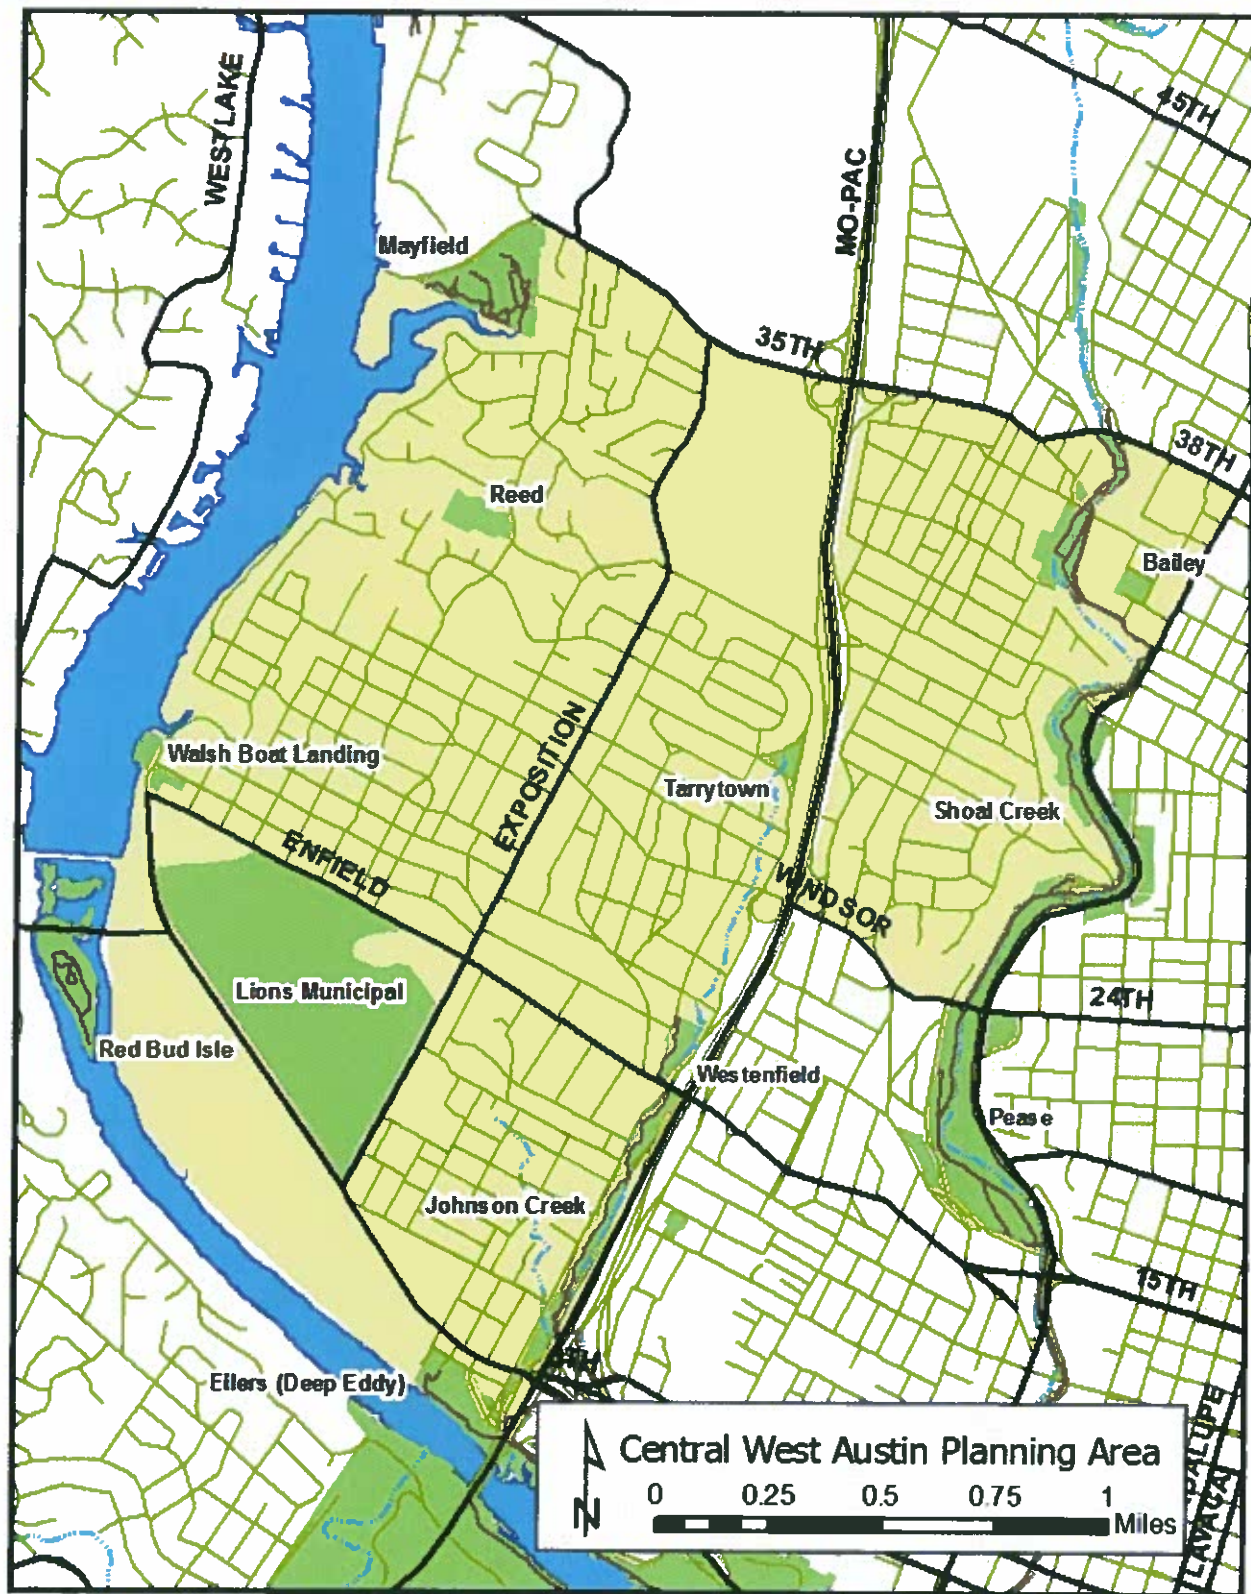 45TH
WESTLAKE
MO-PAC
Mayfield
35TH
38TH
Reed
Bailey
EXPOSITION
Walsh Boat Landing
Tarrytown
Shoal Creek
ENFIELD
WINDSOR
Lions Municipal
24TH
Red Bud Isle
Westenfield
Pease
Johnson Creek
15TH
Eilers (Deep Eddy)
Central West Austin Planning Area
N
0 0.25 0.5 0.75 1
Miles
LAVACA